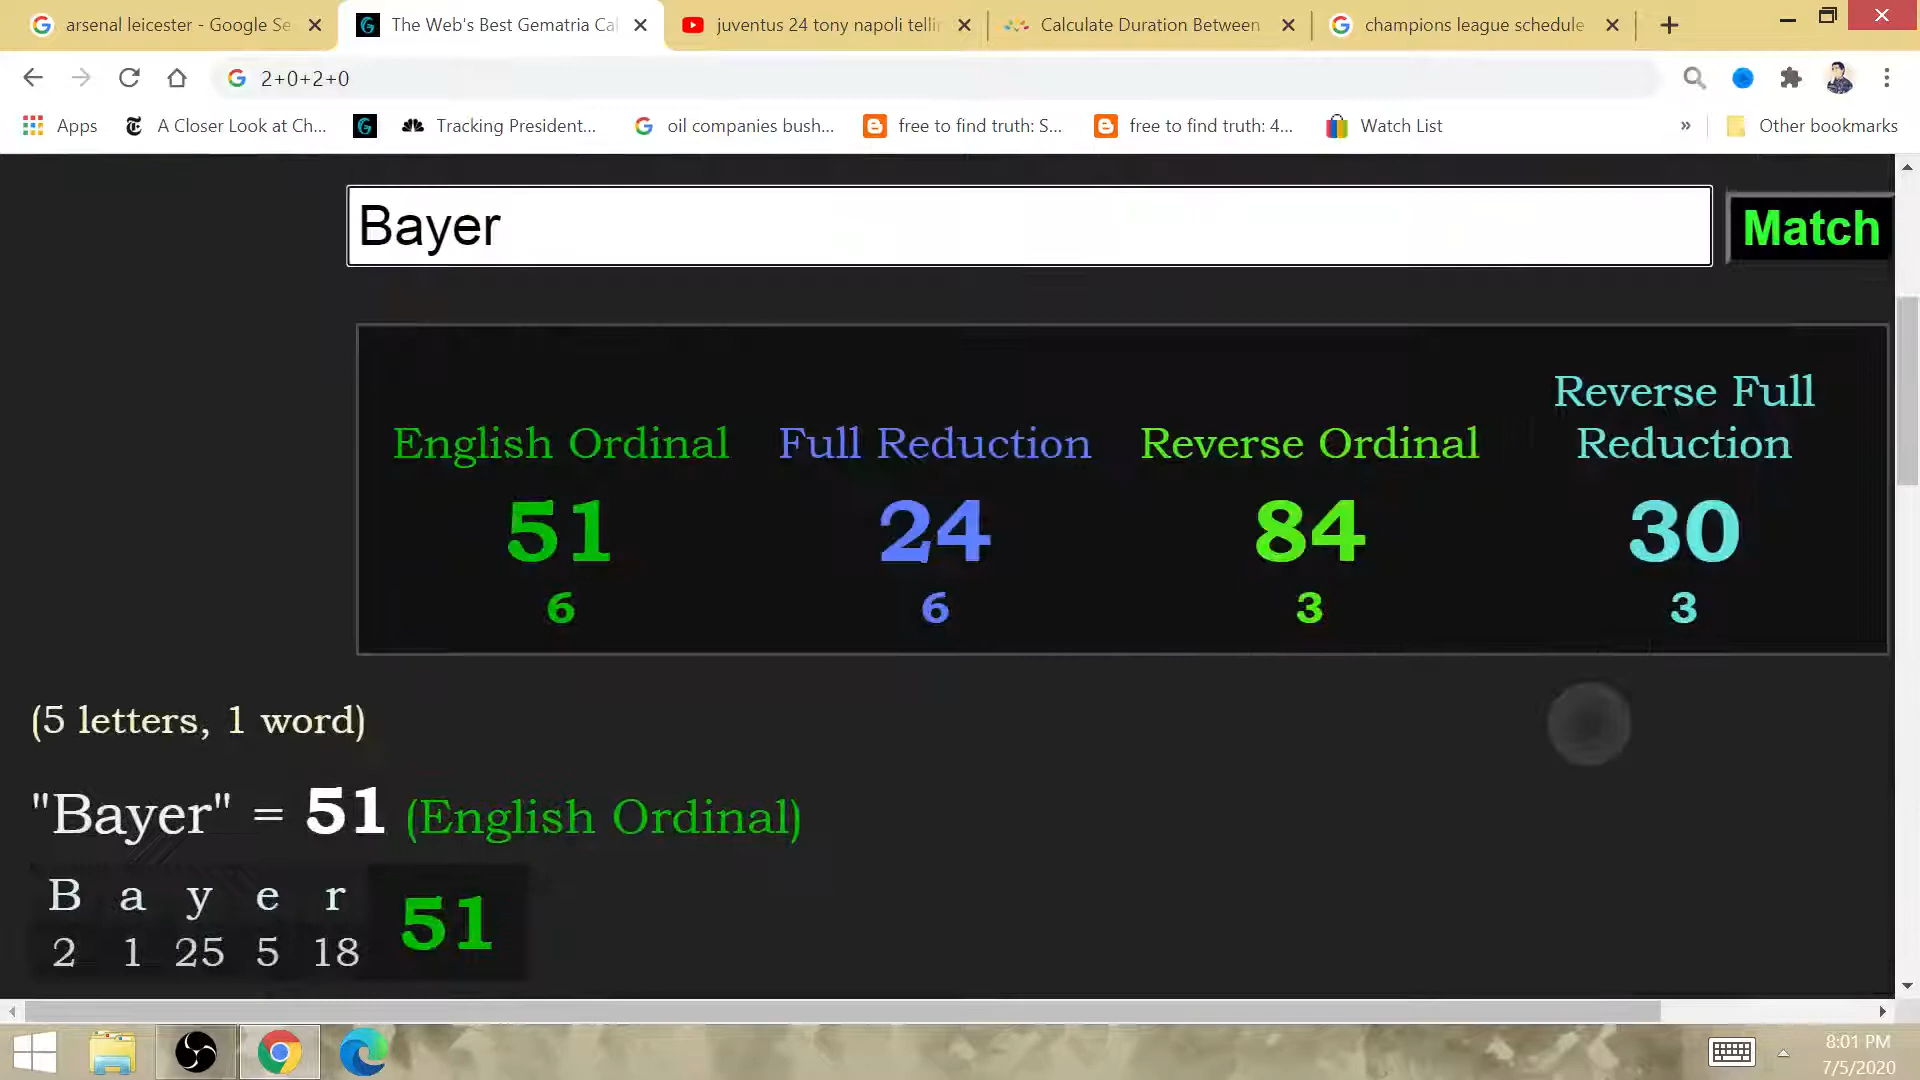 arsenal leicester - Google Se
The Web's Best Gematria Cal
juventus 24 tony napoli tellin
Calculate Duration Between
champions league schedule
2+0+2+0
Apps
A Closer Look at Ch...
Tracking President...
oil companies bush...
free to find truth: S...
free to find truth: 4...
Watch List
»
Other bookmarks
Bayer
Match
English Ordinal
Full Reduction
Reverse Ordinal
Reverse Full
Reduction
51
24
84
30
6
6
3
3
(5 letters, 1 word)
"Bayer" = 51 (English Ordinal)
B a y e r
2 1 25 5 18
51
8:01 PM
7/5/2020